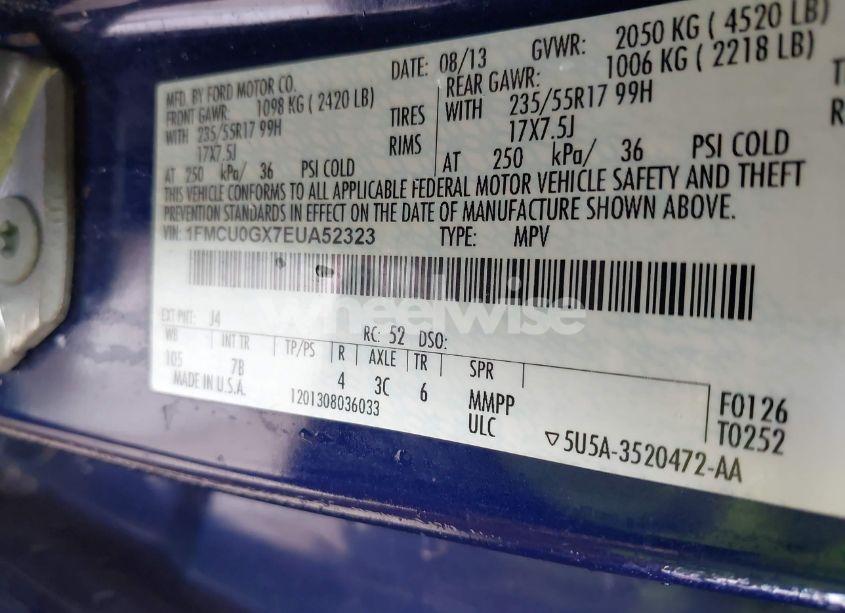 MFD. BY FORD MOTOR CO. DATE: 08/13 GVWR: 2050 KG ( 4520 LB)
FRONT GAWR: 1098 KG ( 2420 LB) REAR GAWR: 1006 KG ( 2218 LB)
WITH 235/55R17 99H TIRES WITH 235/55R17 99H
17X7.5J RIMS 17X7.5J
AT 250 kPa/ 36 PSI COLD AT 250 kPa/ 36 PSI COLD
THIS VEHICLE CONFORMS TO ALL APPLICABLE FEDERAL MOTOR VEHICLE SAFETY AND THEFT
PREVENTION STANDARDS IN EFFECT ON THE DATE OF MANUFACTURE SHOWN ABOVE.
VIN: 1FMCU0GX7EUA52323 TYPE: MPV
wheelwise
EXT PNT: J4 RC: 52 DSO:
WB INT TR TP/PS R AXLE TR SPR
105 7B 4 3C 6 MMPP
MADE IN U.S.A. 1201308036033 ULC
F0126
T0252
▽5U5A-3520472-AA